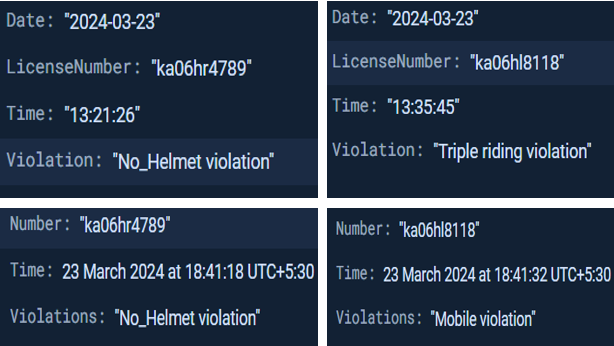 Date: "2024-03-23"
LicenseNumber: "ka06hr4789"
Time: "13:21:26"
Violation: "No_Helmet violation"
Date: "2024-03-23"
LicenseNumber: "ka06hl8118"
Time: "13:35:45"
Violation: "Triple riding violation"
Number: "ka06hr4789"
Time: 23 March 2024 at 18:41:18 UTC+5:30
Violations: "No_Helmet violation"
Number: "ka06hl8118"
Time: 23 March 2024 at 18:41:32 UTC+5:30
Violations: "Mobile violation"